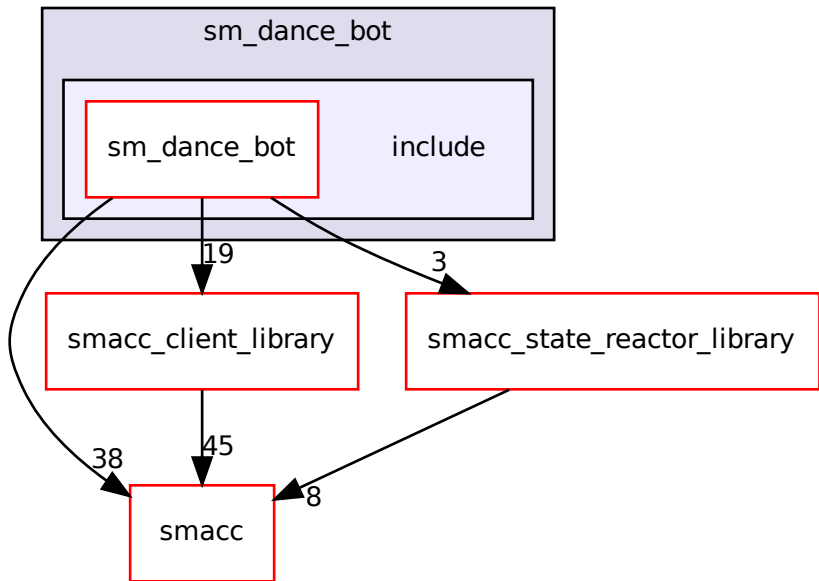 sm_dance_bot
sm_dance_bot
include
19
3
smacc_client_library
smacc_state_reactor_library
38
45
8
smacc